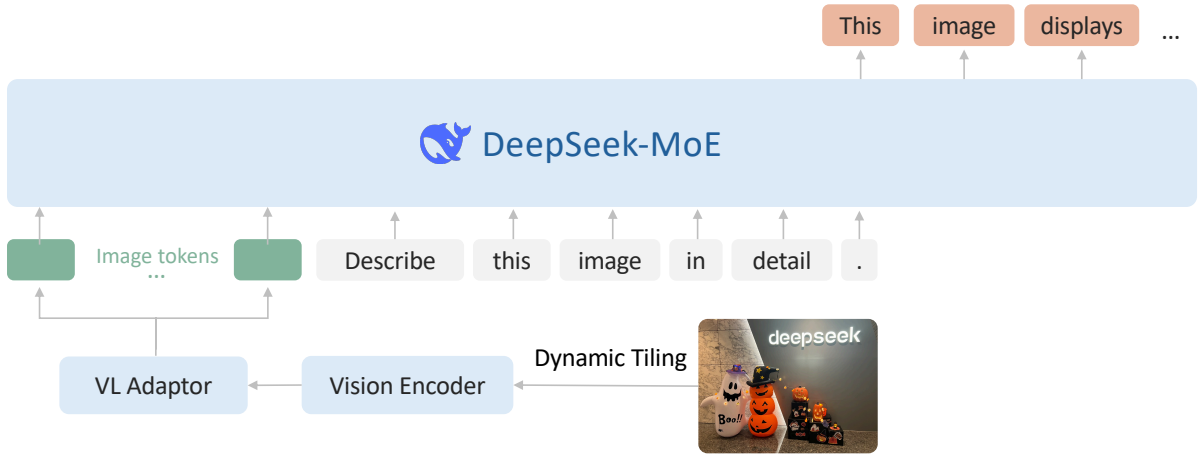 This image displays ...
DeepSeek-MoE
Image tokens
...
Describe this image in detail .
deepseek
Dynamic Tiling
VL Adaptor
Vision Encoder
Boo!!